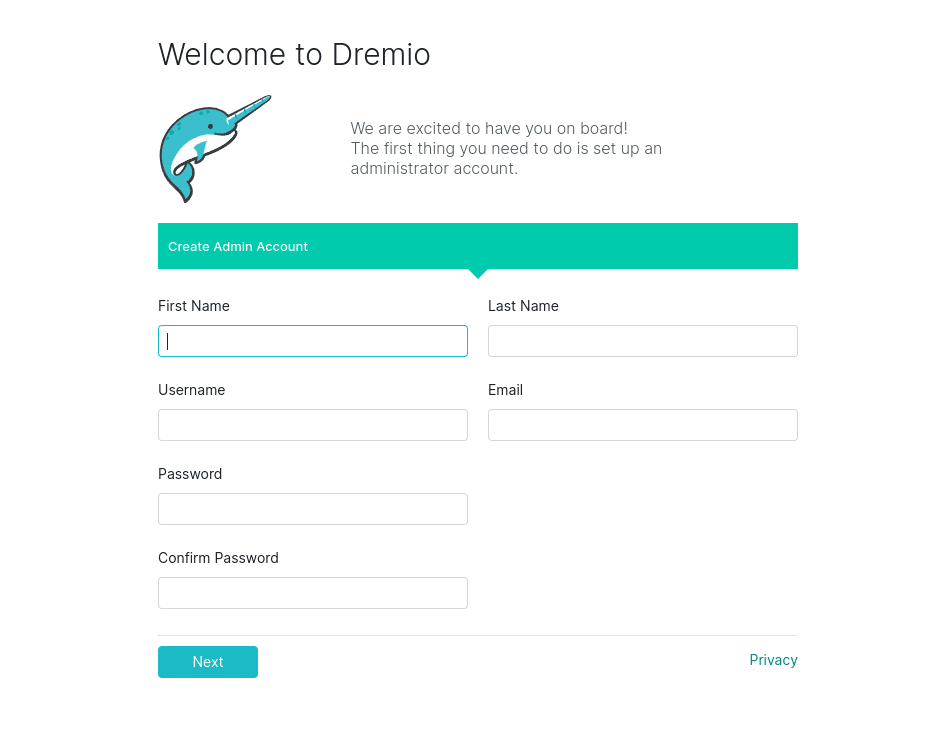 Welcome to Dremio
We are excited to have you on board!
The first thing you need to do is set up an
administrator account.
Create Admin Account
First Name
Last Name
Username
Email
Password
Confirm Password
Next
Privacy